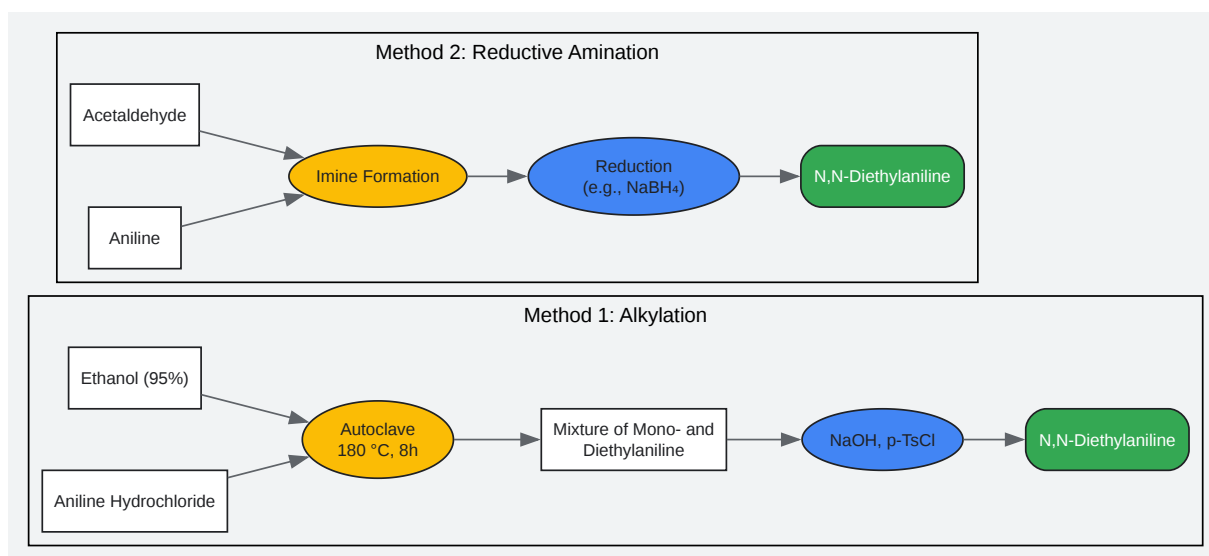 Method 2: Reductive Amination
Acetaldehyde
Aniline
Imine Formation
Reduction
(e.g., NaBH₄)
N,N-Diethylaniline
Method 1: Alkylation
Ethanol (95%)
Aniline Hydrochloride
Autoclave
180 °C, 8h
Mixture of Mono- and
Diethylaniline
NaOH, p-TsCl
N,N-Diethylaniline